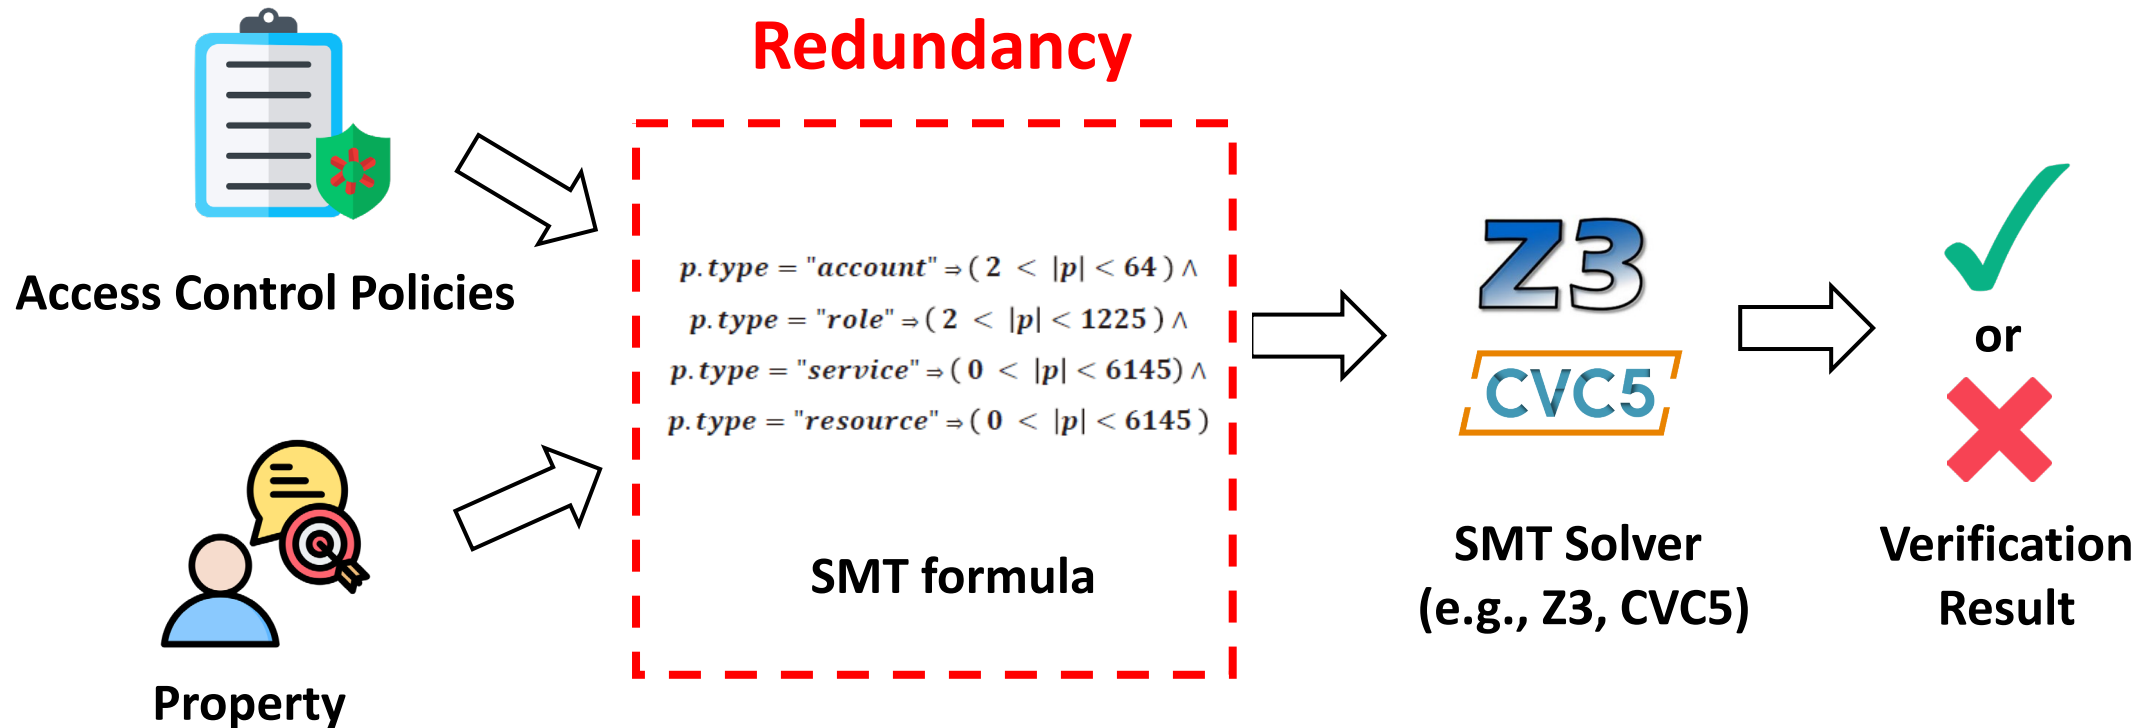 Redundancy
Access Control Policies
Property
p.type = "account" ⇒ ( 2 < |p| < 64 ) ∧
p.type = "role" ⇒ ( 2 < |p| < 1225 ) ∧
p.type = "service" ⇒ ( 0 < |p| < 6145) ∧
p.type = "resource" ⇒ ( 0 < |p| < 6145 )
SMT formula
Z3
CVC5
SMT Solver
(e.g., Z3, CVC5)
or
Verification
Result